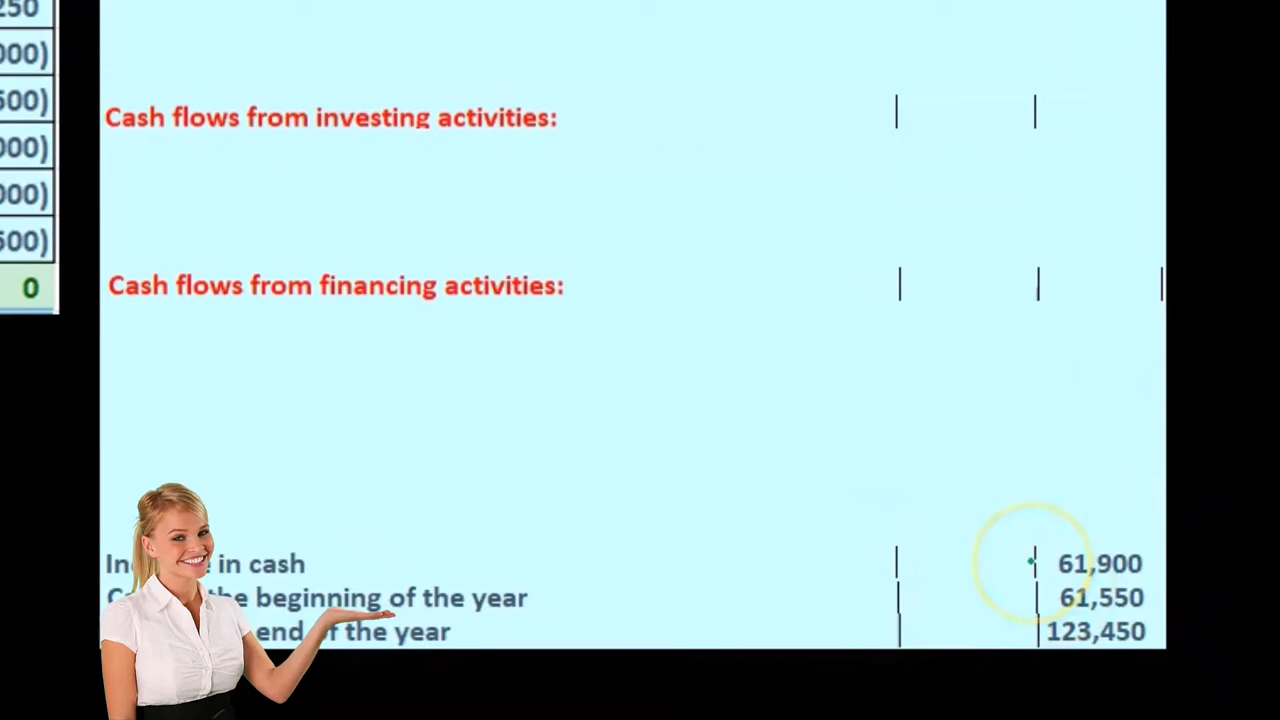 250
000)
500)
000)
000)
500)
0
Cash flows from investing activities:
Cash flows from financing activities:
in cash 61,900
the beginning of the year 61,550
end of the year 123,450